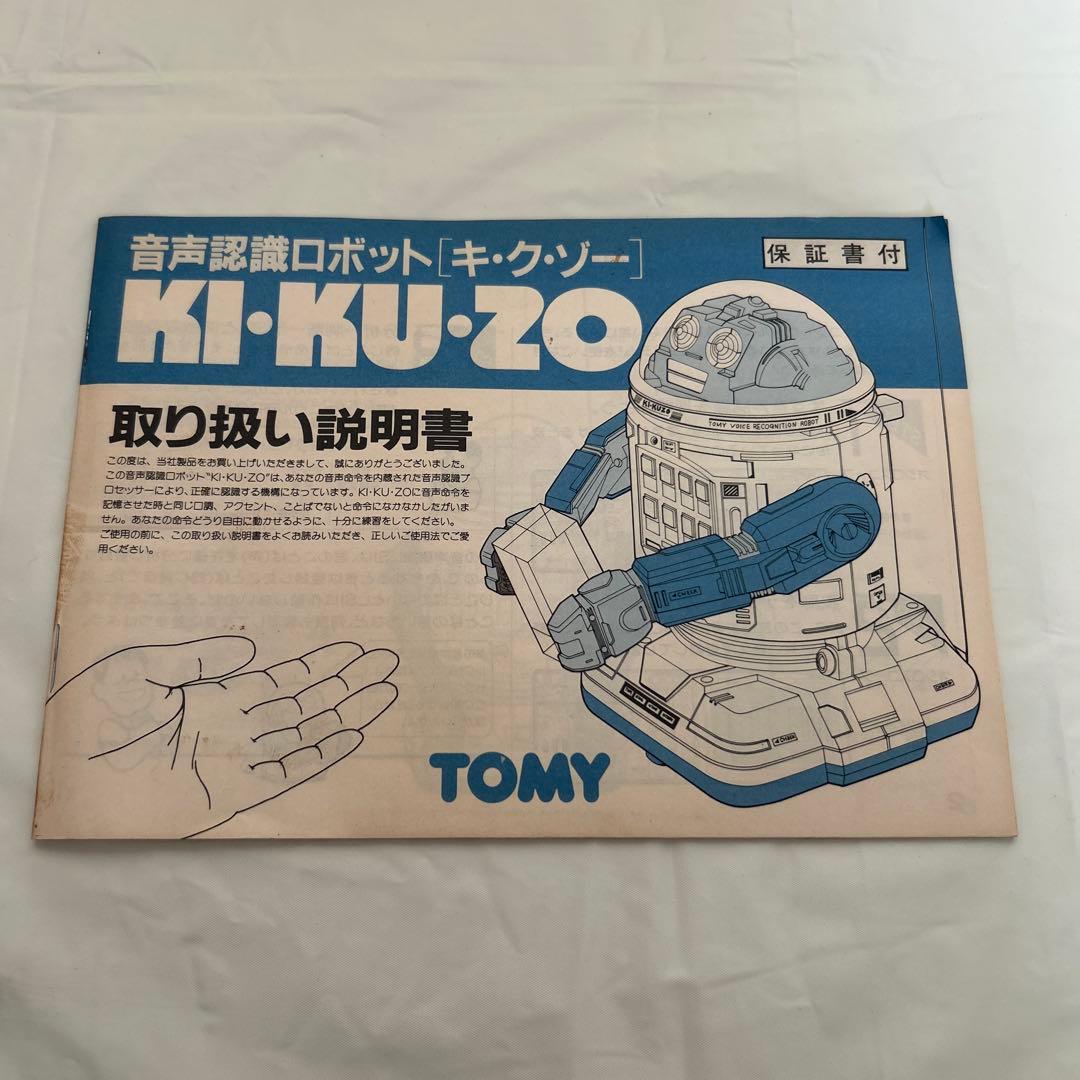 音声認識ロボット[キ・ク・ゾー]
保証書付
KI・KU・ZO
取り扱い説明書
この度は、当社製品をお買い上げいただきまして、誠にありがとうございました。
この音声認識ロボット"KI・KU・ZO"は、あなたの音声命令を内蔵された音声認識プ
ロセッサーにより、正確に認識する機構になっています。KI・KU・ZOに音声命令を
記憶させた時と同じ口調、アクセント、ことばでないと命令になかなかしたがいま
せん。あなたの命令どうり自由に動かせるように、十分に練習をしてください。
ご使用の前に、この取り扱い説明書をよくお読みいただき、正しいご使用法でご愛
用ください。
KI・KUZO
TOMY VOICE RECOGNITION ROBOT
TOMY